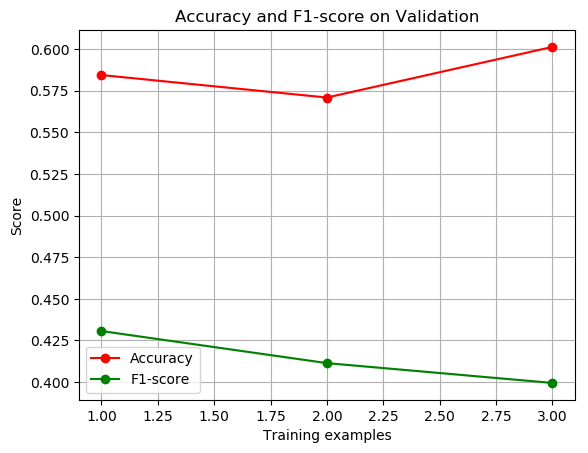 Accuracy and F1-score on Validation
0.600
0.575
0.550
0.525
0.500
0.475
0.450
0.425
0.400
Score
Accuracy
F1-score
1.00 1.25 1.50 1.75 2.00 2.25 2.50 2.75 3.00
Training examples